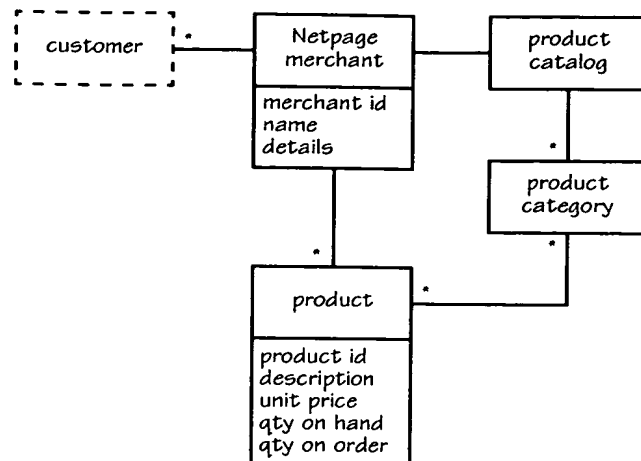 customer
*
Netpage
merchant
merchant id
name
details
product
catalog
*
product
category
*
*
*
product
product id
description
unit price
qty on hand
qty on order